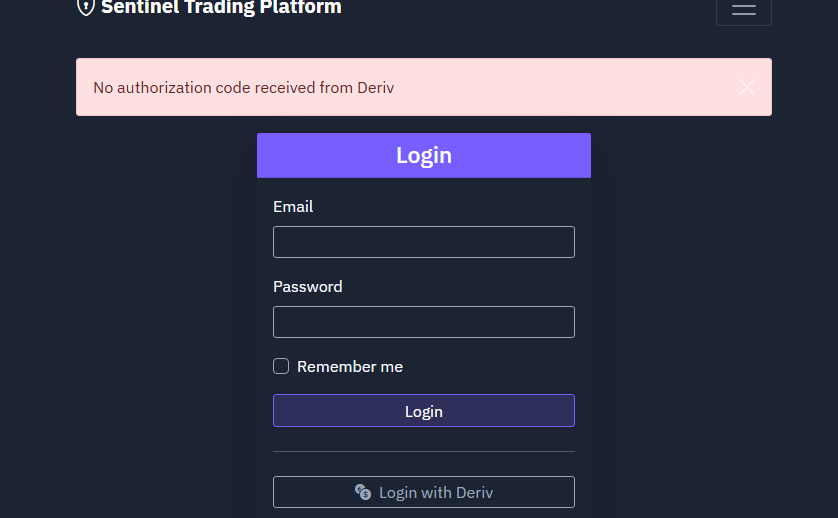 Sentinel Trading Platform
No authorization code received from Deriv
Login
Email
Password
Remember me
Login
Login with Deriv